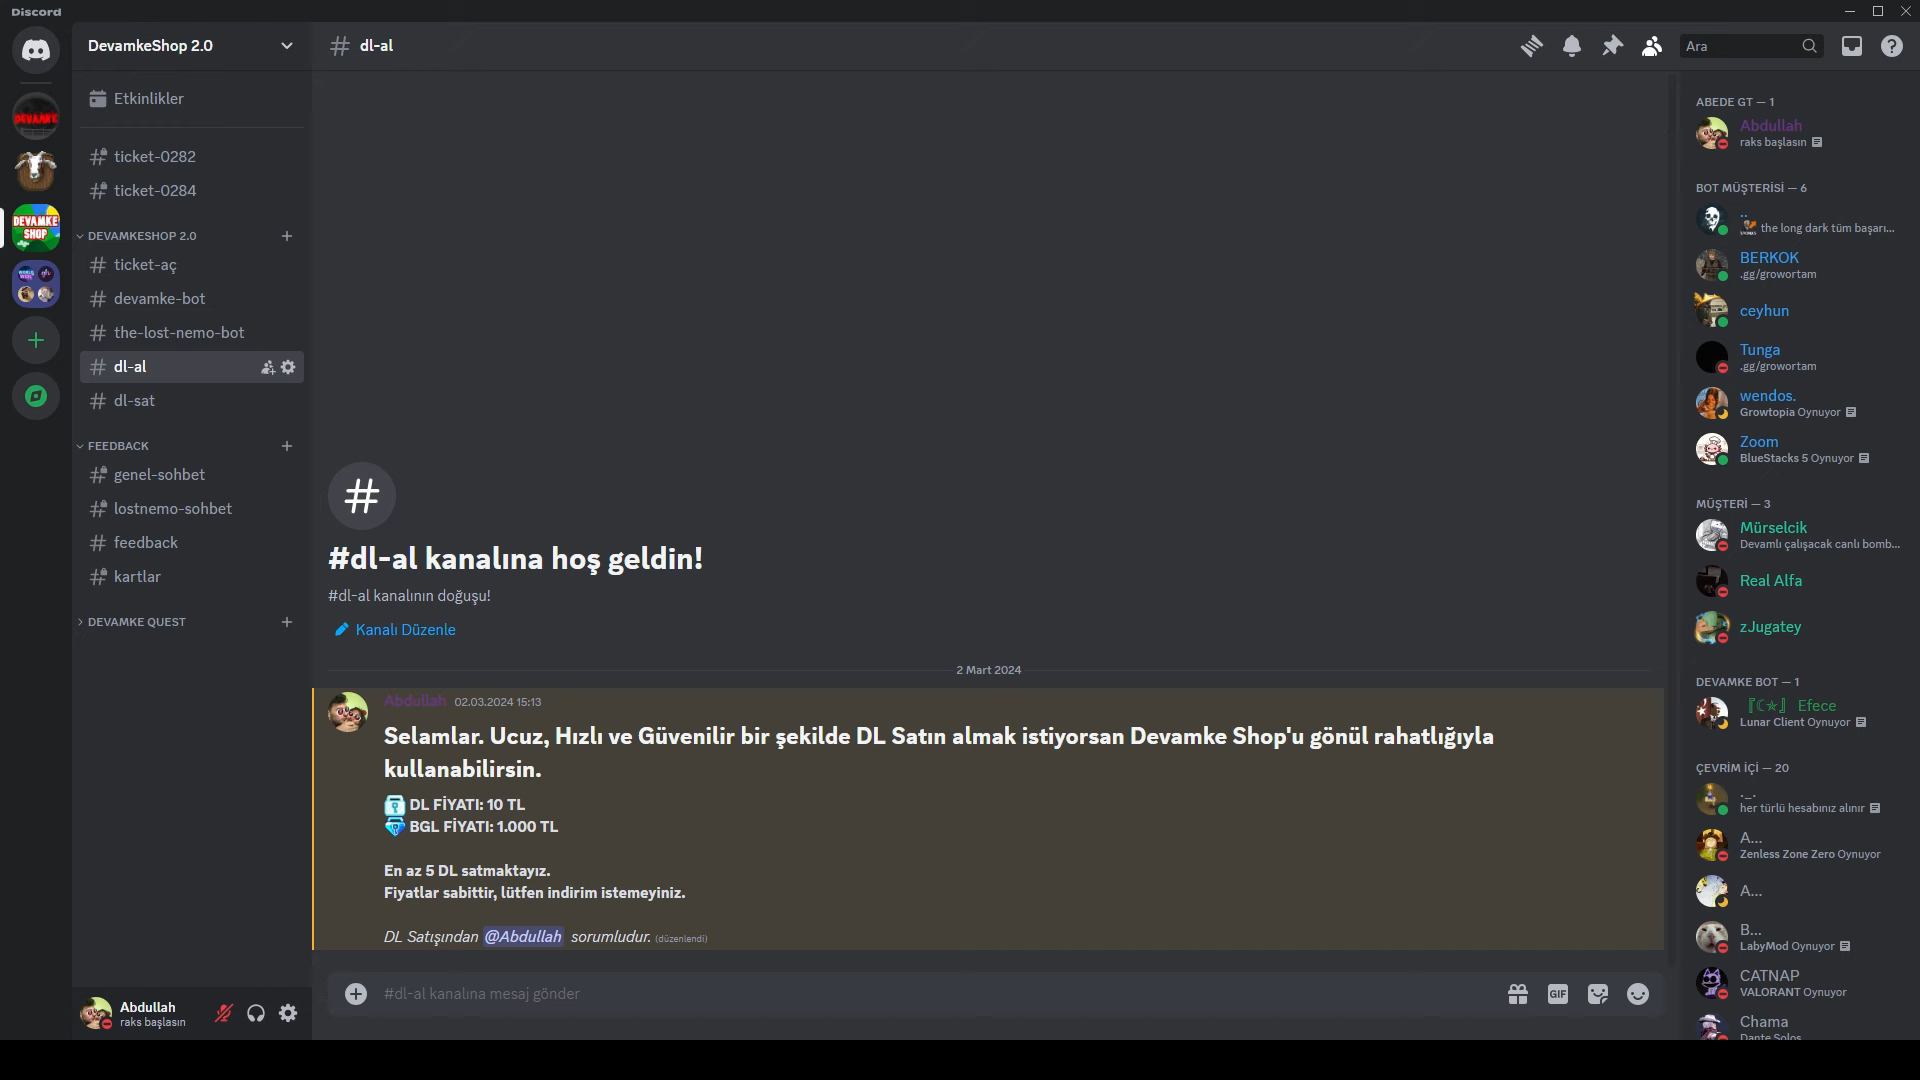 Discord
DevamkeShop 2.0
dl-al
Ara
Etkinlikler
ticket-0282
ticket-0284
DEVAMKESHOP 2.0
ticket-aç
devamke-bot
the-lost-nemo-bot
dl-al
dl-sat
FEEDBACK
genel-sohbet
lostnemo-sohbet
feedback
kartlar
DEVAMKE QUEST
DEVAMKE
DEVAMKE
SHOP
Abdullah
raks başlasın
#dl-al kanalına hoş geldin!
#dl-al kanalının doğuşu!
Kanalı Düzenle
2 Mart 2024
Abdullah 02.03.2024 15:13
Selamlar. Ucuz, Hızlı ve Güvenilir bir şekilde DL Satın almak istiyorsan Devamke Shop'u gönül rahatlığıyla
kullanabilirsin.
DL FİYATI: 10 TL
BGL FİYATI: 1.000 TL
En az 5 DL satmaktayız.
Fiyatlar sabittir, lütfen indirim istemeyiniz.
DL Satışından @Abdullah sorumludur. (düzenlendi)
#dl-al kanalına mesaj gönder
GIF
ABEDE GT — 1
Abdullah
raks başlasın
BOT MÜŞTERİSİ — 6
..
the long dark tüm başarı...
BERKOK
.gg/growortam
ceyhun
Tunga
.gg/growortam
wendos.
Growtopia Oynuyor
Zoom
BlueStacks 5 Oynuyor
MÜŞTERİ — 3
Mürselcik
Devamlı çalışacak canlı bomb...
Real Alfa
zJugatey
DEVAMKE BOT — 1
『☾✯』 Efece
Lunar Client Oynuyor
ÇEVRİM İÇİ — 20
._.
her türlü hesabınız alınır
A...
Zenless Zone Zero Oynuyor
A...
B...
LabyMod Oynuyor
CATNAP
VALORANT Oynuyor
Chama
Dante Solos